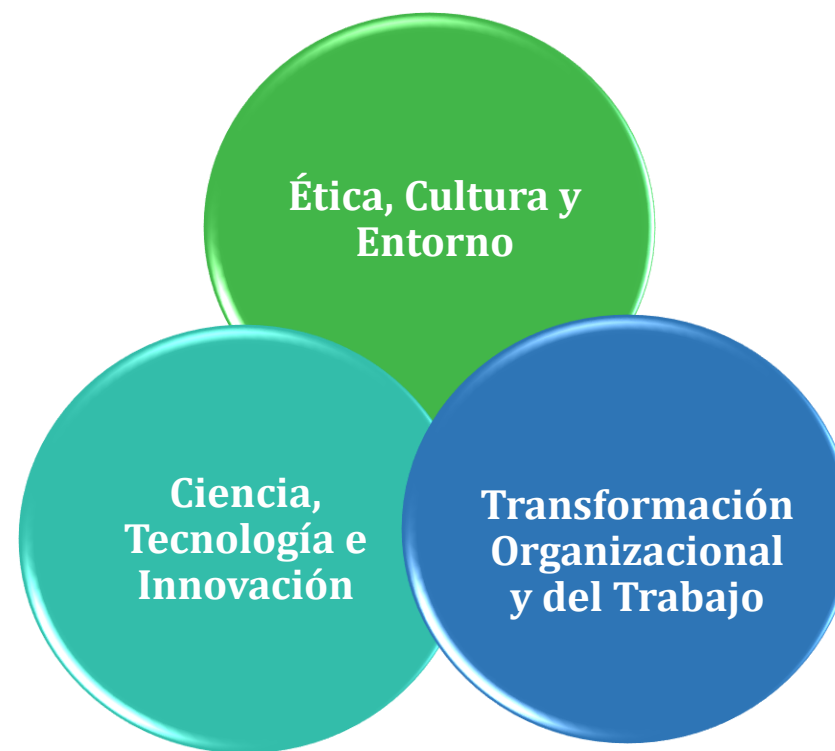 Ética, Cultura y
Entorno
Ciencia,
Tecnología e
Innovación
Transformación
Organizacional
y del Trabajo